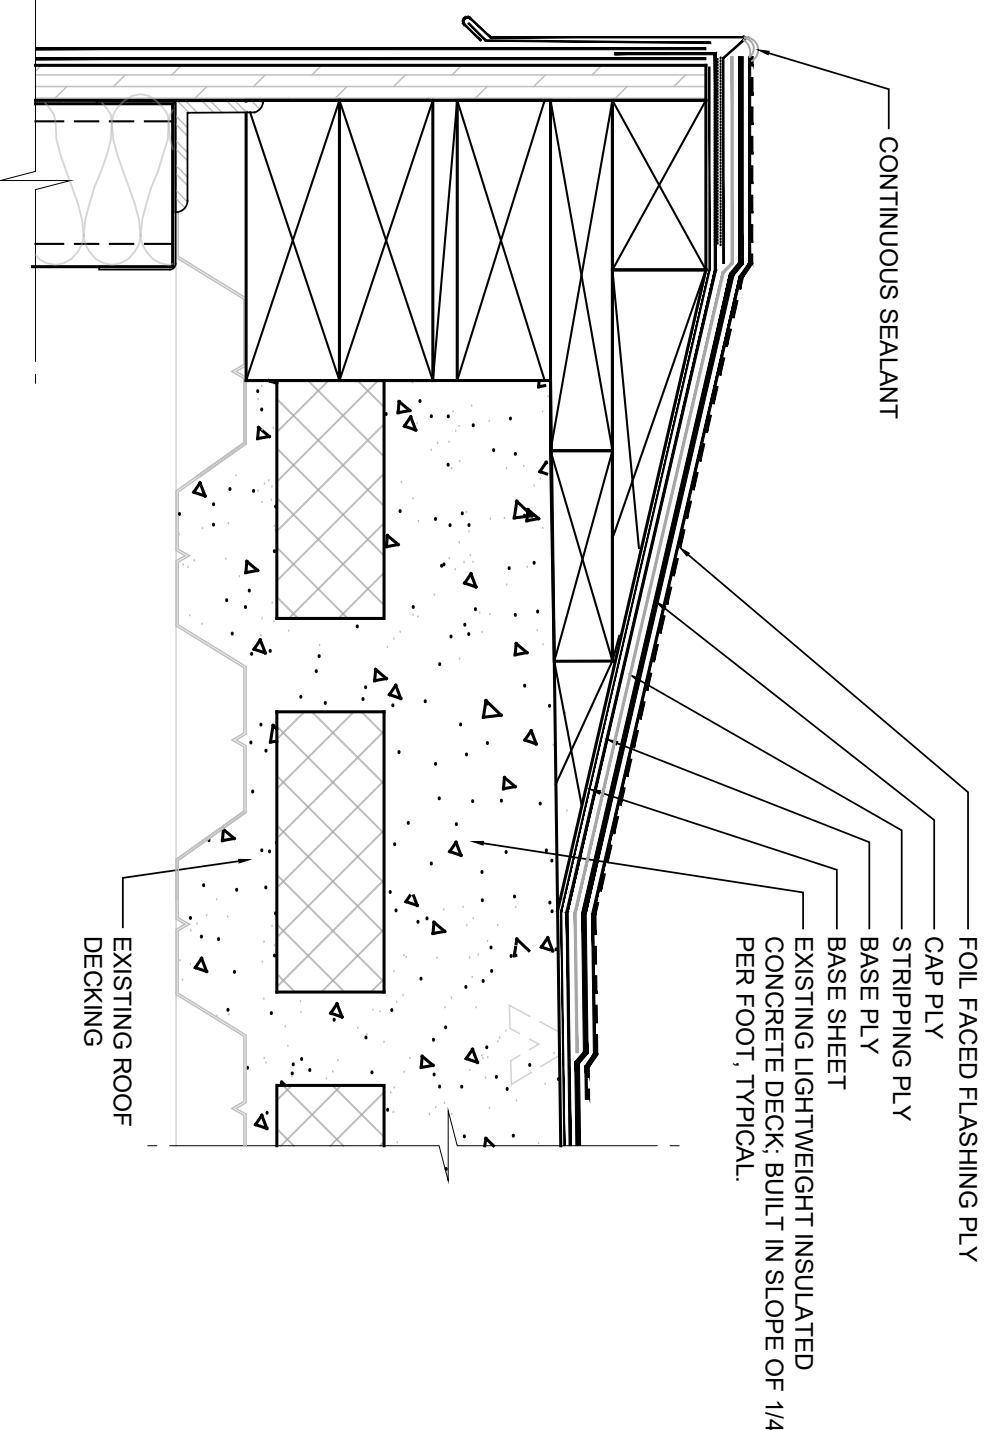 CONTINUOUS SEALANT
FOIL FACED FLASHING PLY
CAP PLY
STRIPPING PLY
BASE PLY
BASE SHEET
EXISTING LIGHTWEIGHT INSULATED
CONCRETE DECK; BUILT IN SLOPE OF 1/4
PER FOOT, TYPICAL.
EXISTING ROOF
DECKING